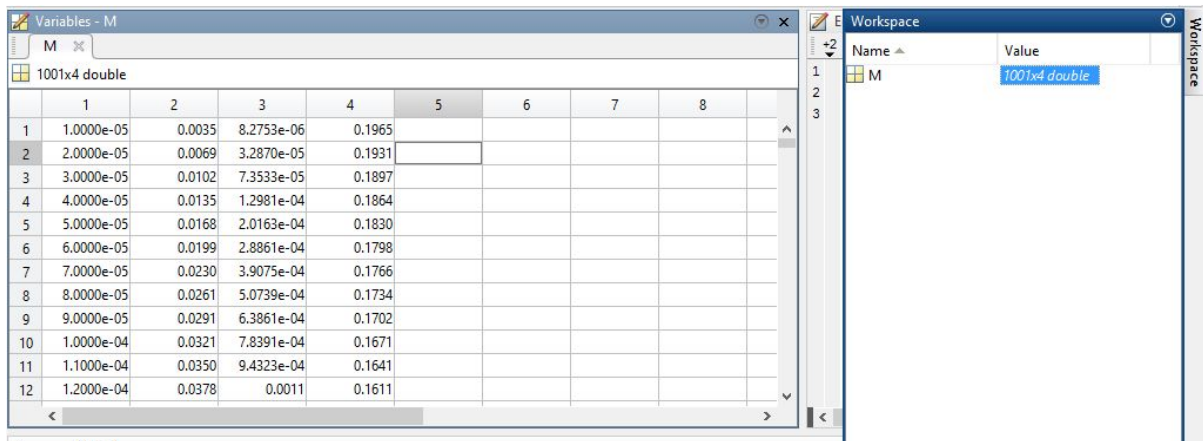 Variables - M
M
1001x4 double
1 2 3 4 5 6 7 8
1 1.0000e-05 0.0035 8.2753e-06 0.1965
2 2.0000e-05 0.0069 3.2870e-05 0.1931
3 3.0000e-05 0.0102 7.3533e-05 0.1897
4 4.0000e-05 0.0135 1.2981e-04 0.1864
5 5.0000e-05 0.0168 2.0163e-04 0.1830
6 6.0000e-05 0.0199 2.8861e-04 0.1798
7 7.0000e-05 0.0230 3.9075e-04 0.1766
8 8.0000e-05 0.0261 5.0739e-04 0.1734
9 9.0000e-05 0.0291 6.3861e-04 0.1702
10 1.0000e-04 0.0321 7.8391e-04 0.1671
11 1.1000e-04 0.0350 9.4323e-04 0.1641
12 1.2000e-04 0.0378 0.0011 0.1611
E
+2
1
2
3
Workspace
Name Value
M 1001x4 double
Workspace